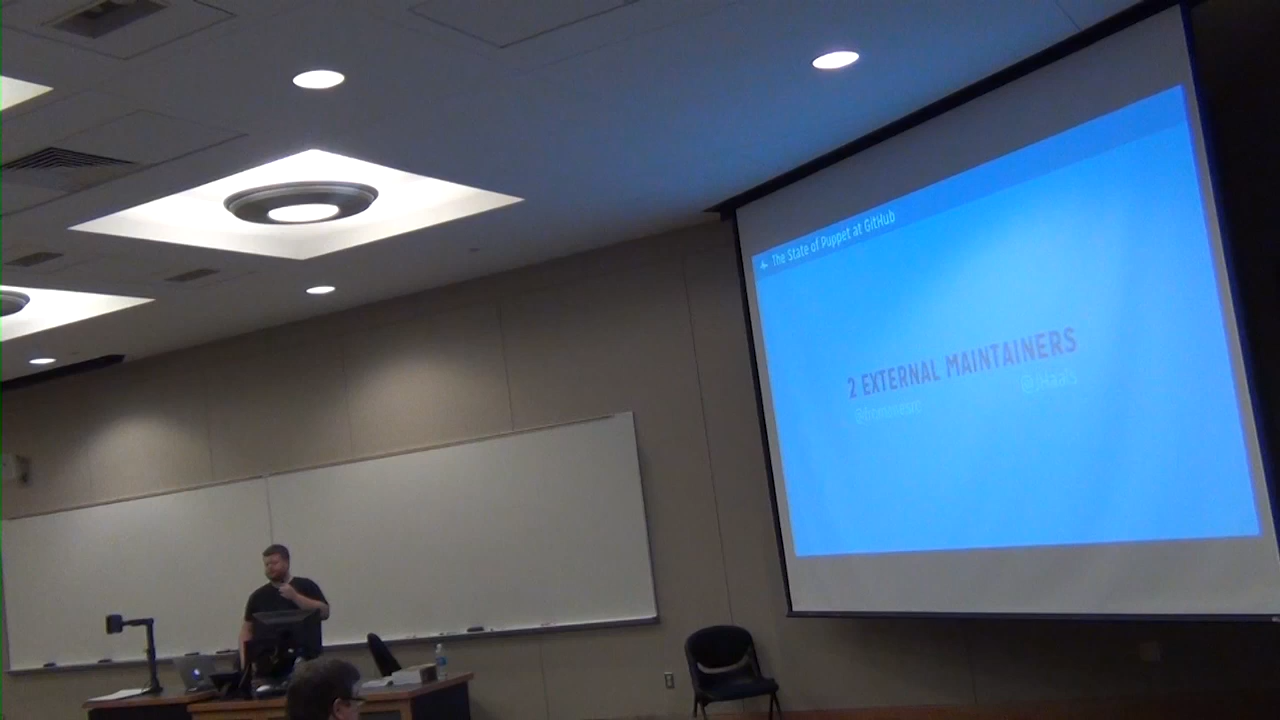 The State of Puppet at GitHub
2 EXTERNAL MAINTAINERS